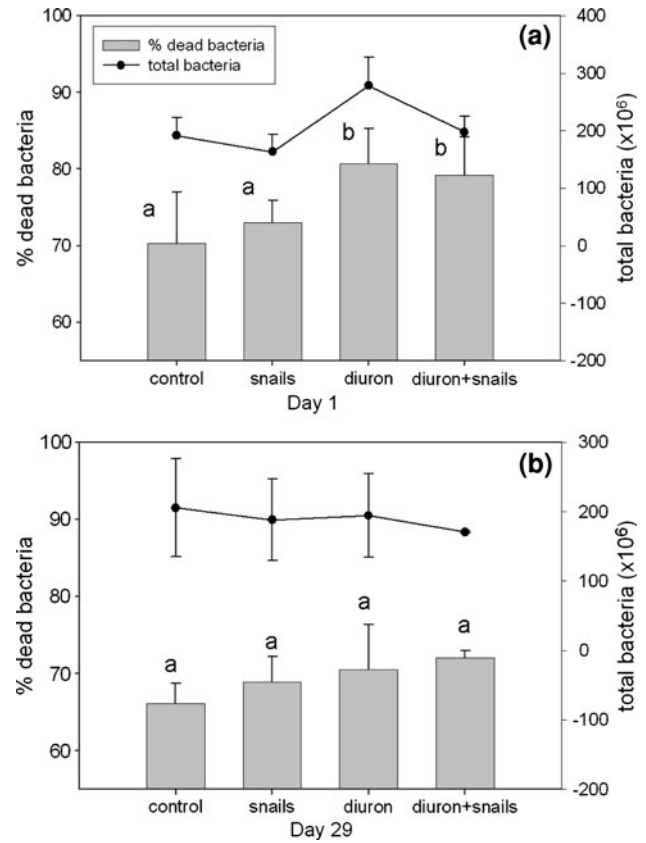 (a)
% dead bacteria
total bacteria
100
90
80
70
60
% dead bacteria
400
300
200
100
0
-100
-200
total bacteria (x10⁶)
a
a
b
b
control snails diuron diuron+snails
Day 1
(b)
100
90
80
70
60
% dead bacteria
300
200
100
0
-100
-200
total bacteria (x10⁶)
a
a
a
a
control snails diuron diuron+snails
Day 29